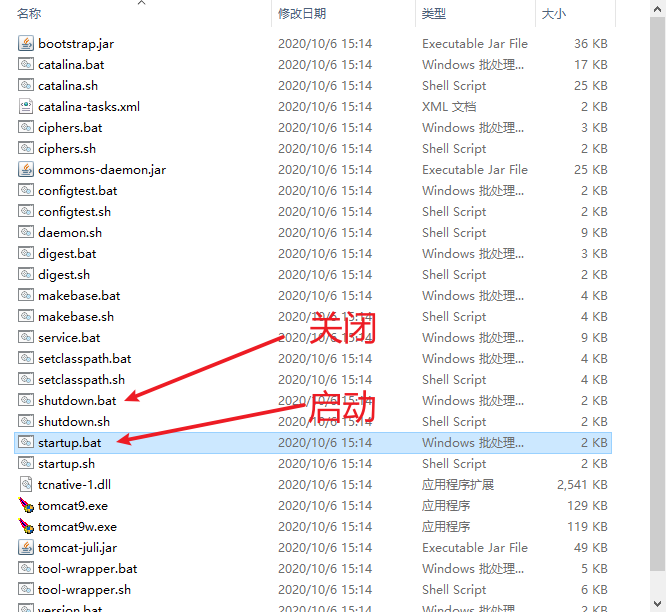 名称 修改日期 类型 大小
bootstrap.jar 2020/10/6 15:14 Executable Jar File 36 KB
catalina.bat 2020/10/6 15:14 Windows 批处理... 17 KB
catalina.sh 2020/10/6 15:14 Shell Script 25 KB
catalina-tasks.xml 2020/10/6 15:14 XML 文档 2 KB
ciphers.bat 2020/10/6 15:14 Windows 批处理... 3 KB
ciphers.sh 2020/10/6 15:14 Shell Script 2 KB
commons-daemon.jar 2020/10/6 15:14 Executable Jar File 25 KB
configtest.bat 2020/10/6 15:14 Windows 批处理... 2 KB
configtest.sh 2020/10/6 15:14 Shell Script 2 KB
daemon.sh 2020/10/6 15:14 Shell Script 9 KB
digest.bat 2020/10/6 15:14 Windows 批处理... 3 KB
digest.sh 2020/10/6 15:14 Shell Script 2 KB
makebase.bat 2020/10/6 15:14 Windows 批处理... 4 KB
makebase.sh 2020/10/6 15:14 Shell Script 4 KB
service.bat 2020/10/6 15:14 Windows 批处理... 9 KB
关闭
setclasspath.bat 2020/10/6 15:14 Windows 批处理... 4 KB
setclasspath.sh 2020/10/6 15:14 Shell Script 4 KB
shutdown.bat 2020/10/6 15:14 Windows 批处理... 2 KB
启动
shutdown.sh 2020/10/6 15:14 Shell Script 2 KB
startup.bat 2020/10/6 15:14 Windows 批处理... 2 KB
startup.sh 2020/10/6 15:14 Shell Script 2 KB
tcnative-1.dll 2020/10/6 15:14 应用程序扩展 2,541 KB
tomcat9.exe 2020/10/6 15:14 应用程序 129 KB
tomcat9w.exe 2020/10/6 15:14 应用程序 119 KB
tomcat-juli.jar 2020/10/6 15:14 Executable Jar File 49 KB
tool-wrapper.bat 2020/10/6 15:14 Windows 批处理... 5 KB
tool-wrapper.sh 2020/10/6 15:14 Shell Script 6 KB
version.bat 2020/10/6 15:14 Windows 批处理... 2 KB